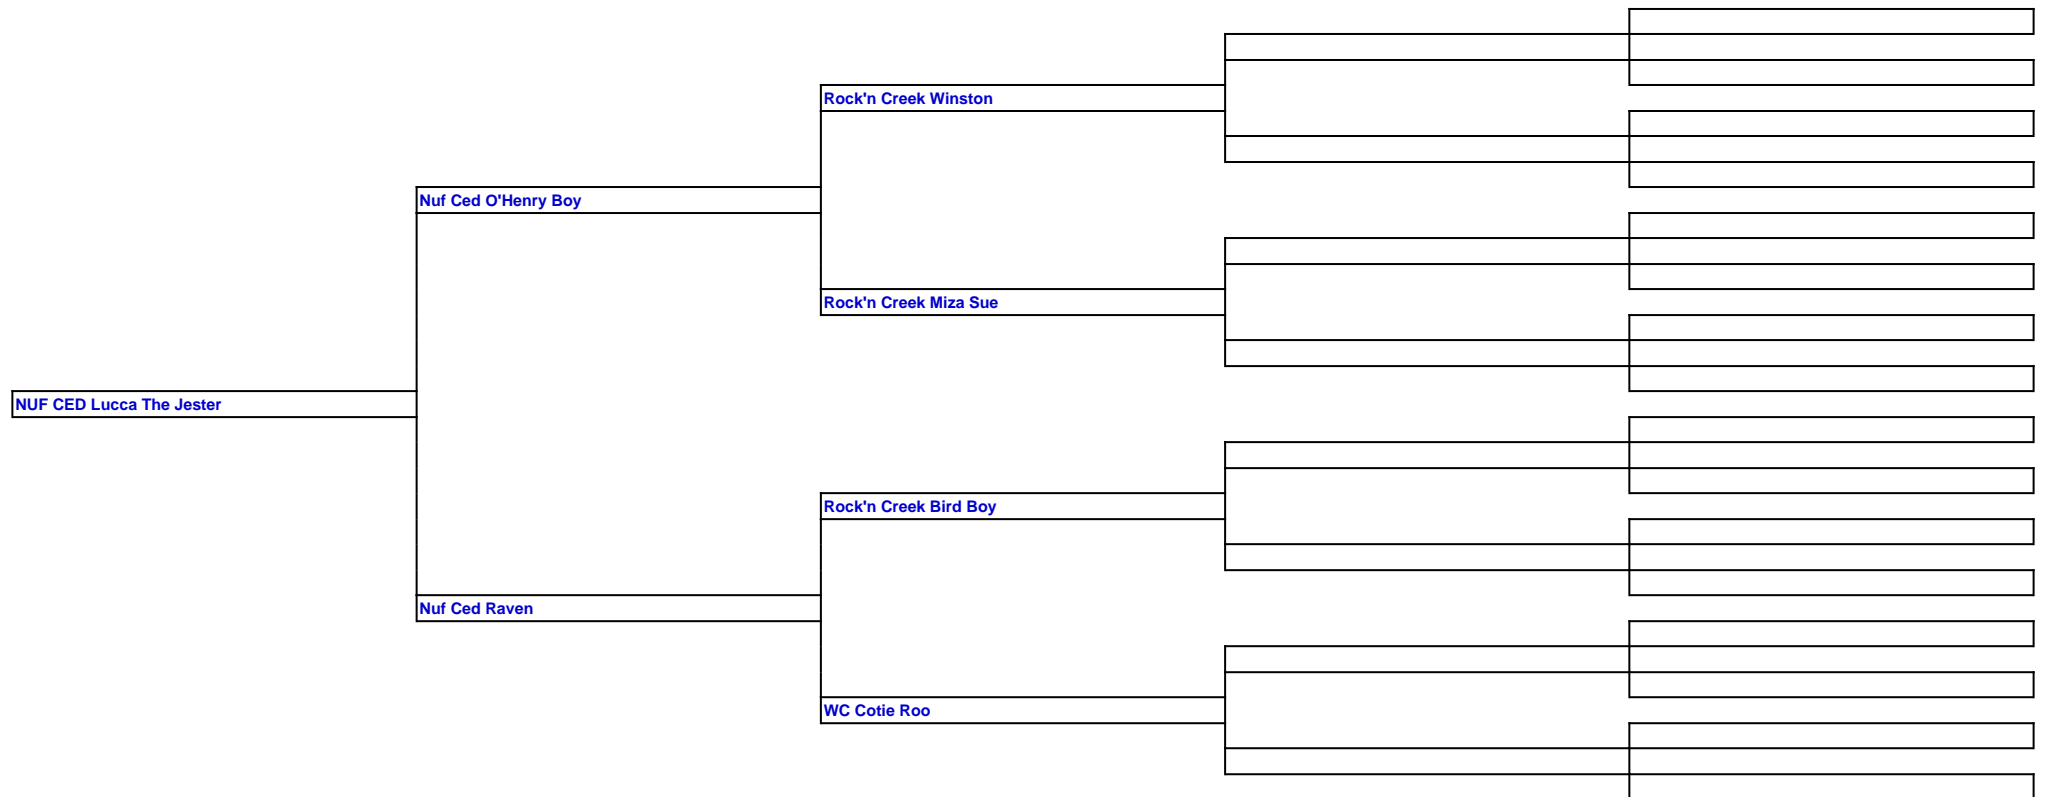 Rock'n Creek Winston
Nuf Ced O'Henry Boy
Rock'n Creek Miza Sue
NUF CED Lucca The Jester
Rock'n Creek Bird Boy
Nuf Ced Raven
WC Cotie Roo